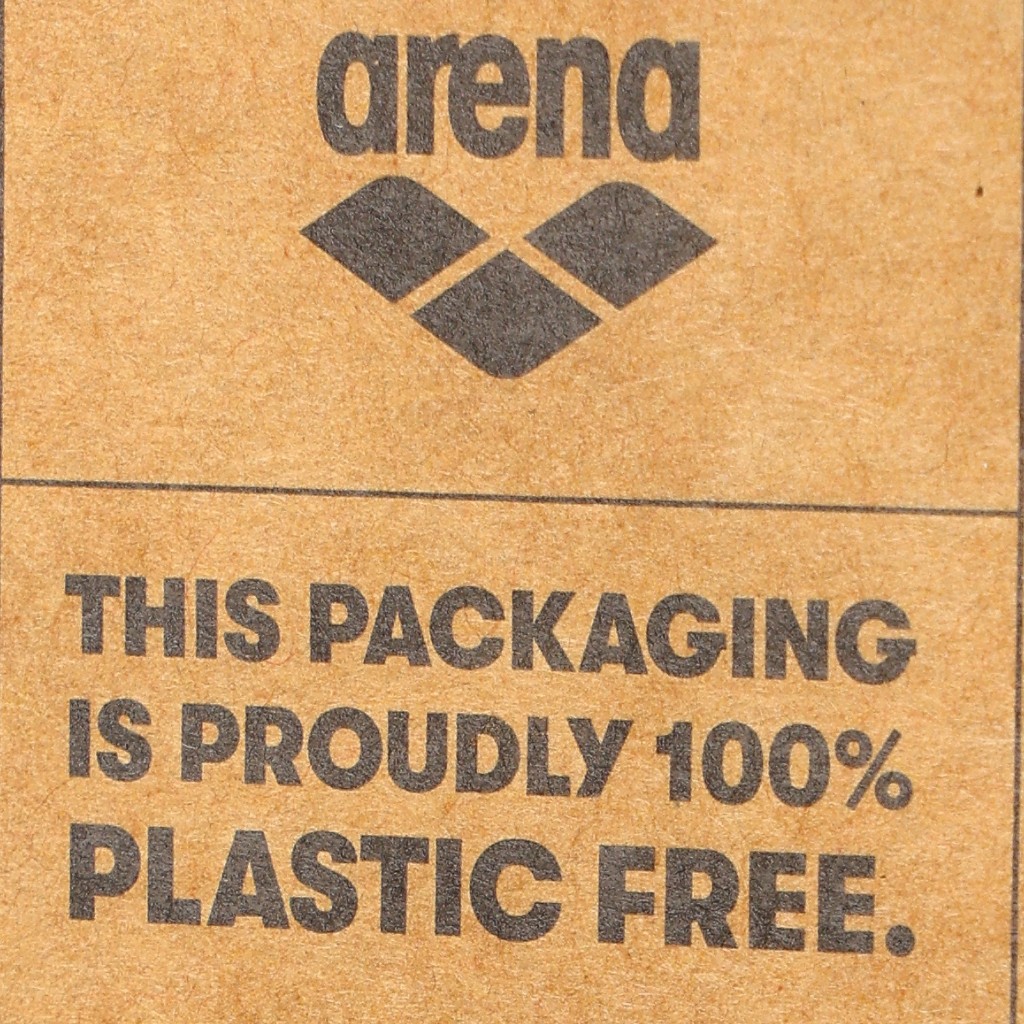 arena
THIS PACKAGING
IS PROUDLY 100%
PLASTIC FREE.